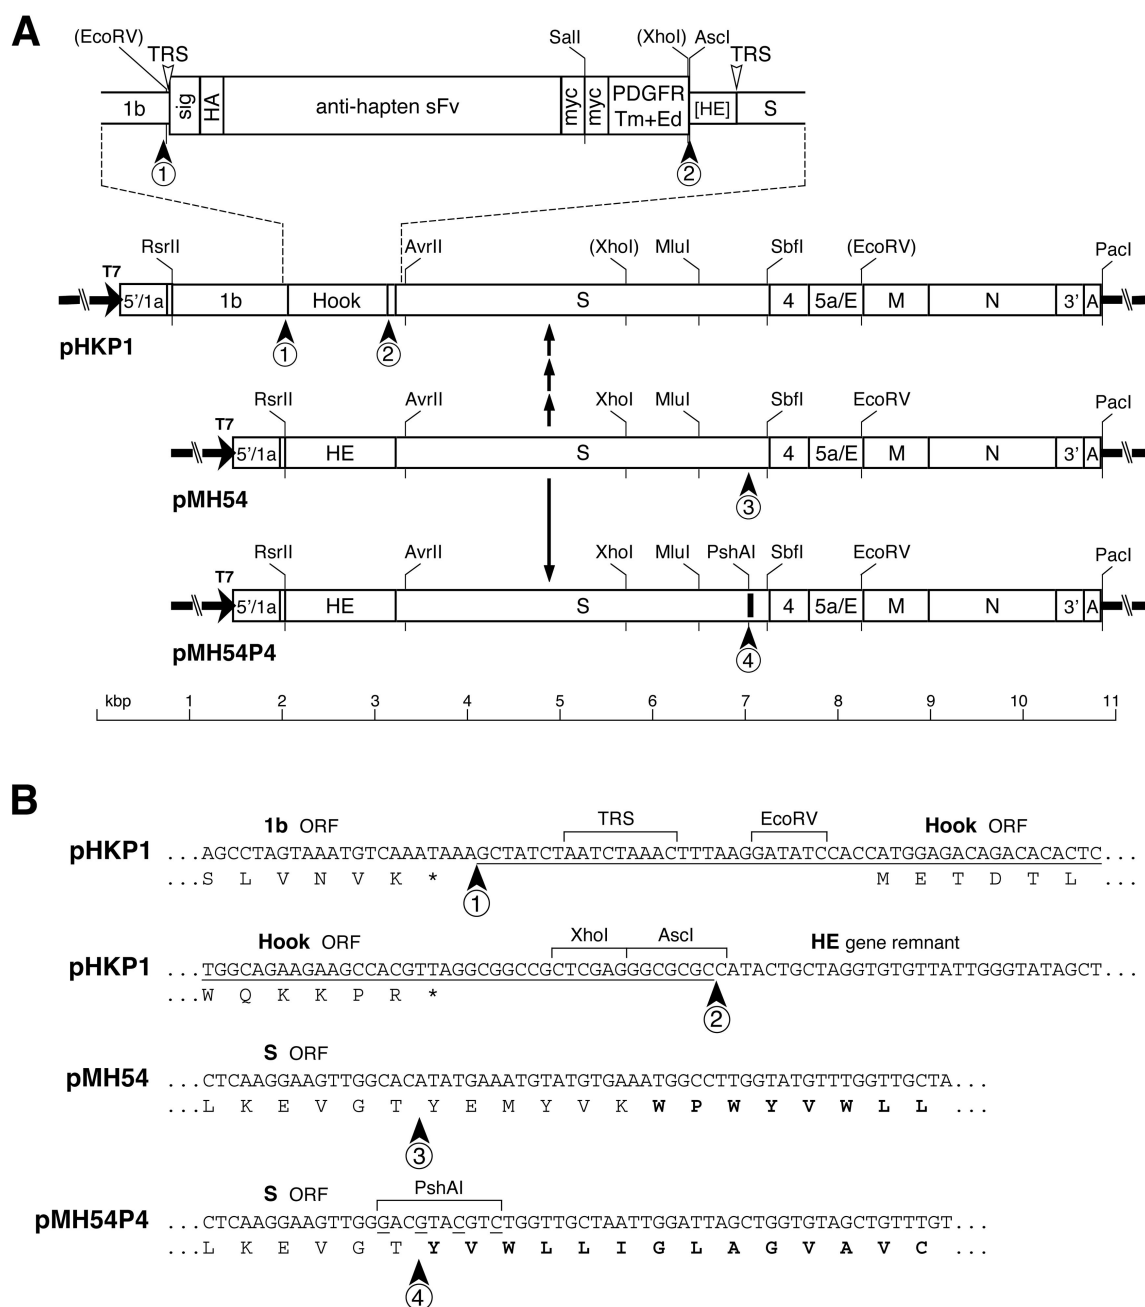 A
(EcoRV) TRS SalI (XhoI) AscI TRS
1b sig HA anti-hapten sFv myc myc PDGFR Tm+Ed [HE] S
1 2
RsrII AvrII (XhoI) MluI SbfI (EcoRV) PacI
T7 5'/1a 1b Hook S 4 5a/E M N 3' A
pHKP1 1 2
RsrII AvrII XhoI MluI SbfI EcoRV PacI
T7 5'/1a HE S 4 5a/E M N 3' A
pMH54 3
RsrII AvrII XhoI MluI PshAI SbfI EcoRV PacI
T7 5'/1a HE S 4 5a/E M N 3' A
pMH54P4 4
kbp 1 2 3 4 5 6 7 8 9 10 11
B
1b ORF TRS EcoRV Hook ORF
pHKP1 ...AGCCTAGTAAATGTCAAATAAAGCTATCTAATCTAAACTTTAAGGATATCCACCATGGAGACAGACACACTC...
...S L V N V K * M E T D T L ...
1
Hook ORF XhoI AscI HE gene remnant
pHKP1 ...TGGCAGAAGAAGCCACGTTAGGCGGCCGCTCGAGGGCGCGCCATACTGCTAGGTGTGTTATTGGGTATAGCT...
...W Q K K P R *
2
S ORF
pMH54 ...CTCAAGGAAGTTGGCACATATGAAATGTATGTGAAATGGCCTTGGTATGTTTGGTTGCTA...
...L K E V G T Y E M Y V K W P W Y V W L L ...
3
S ORF PshAI
pMH54P4 ...CTCAAGGAAGTTGGGACGTACGTCTGGTTGCTAATTGGATTAGCTGGTGTAGCTGTTTGT...
...L K E V G T Y V W L L I G L A G V A V C ...
4